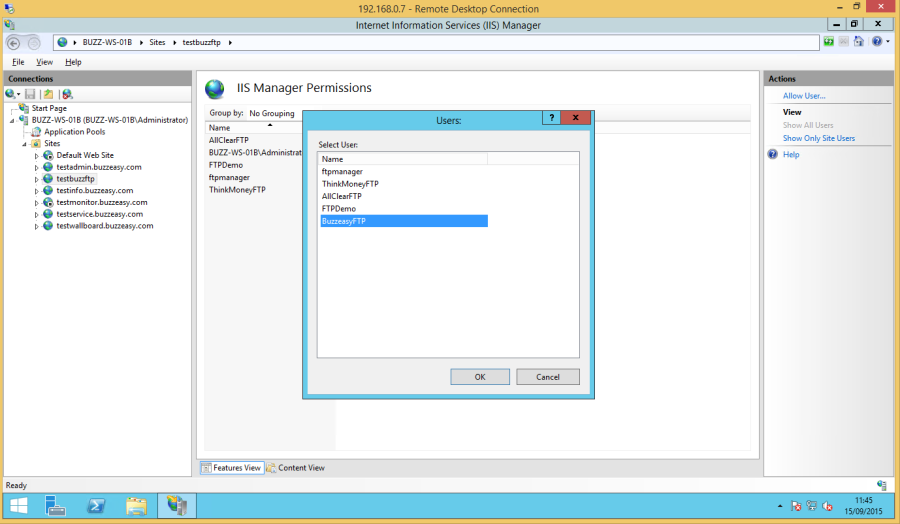 192.168.0.7 - Remote Desktop Connection
Internet Information Services (IIS) Manager
BUZZ-WS-01B Sites testbuzzftp
File View Help
Connections
Start Page
BUZZ-WS-01B (BUZZ-WS-01B\Administrator)
Application Pools
Sites
Default Web Site
testadmin.buzzeasy.com
testbuzzftp
testinfo.buzzeasy.com
testmonitor.buzzeasy.com
testservice.buzzeasy.com
testwallboard.buzzeasy.com
IIS Manager Permissions
Group by: No Grouping
Name
AllClearFTP
BUZZ-WS-01B\Administrat
FTPDemo
ftpmanager
ThinkMoneyFTP
Users:
?
Select User:
Name
ftpmanager
ThinkMoneyFTP
AllClearFTP
FTPDemo
BuzzeasyFTP
OK Cancel
Features View Content View
Actions
Allow User...
View
Show All Users
Show Only Site Users
Help
Ready
11:45
15/09/2015